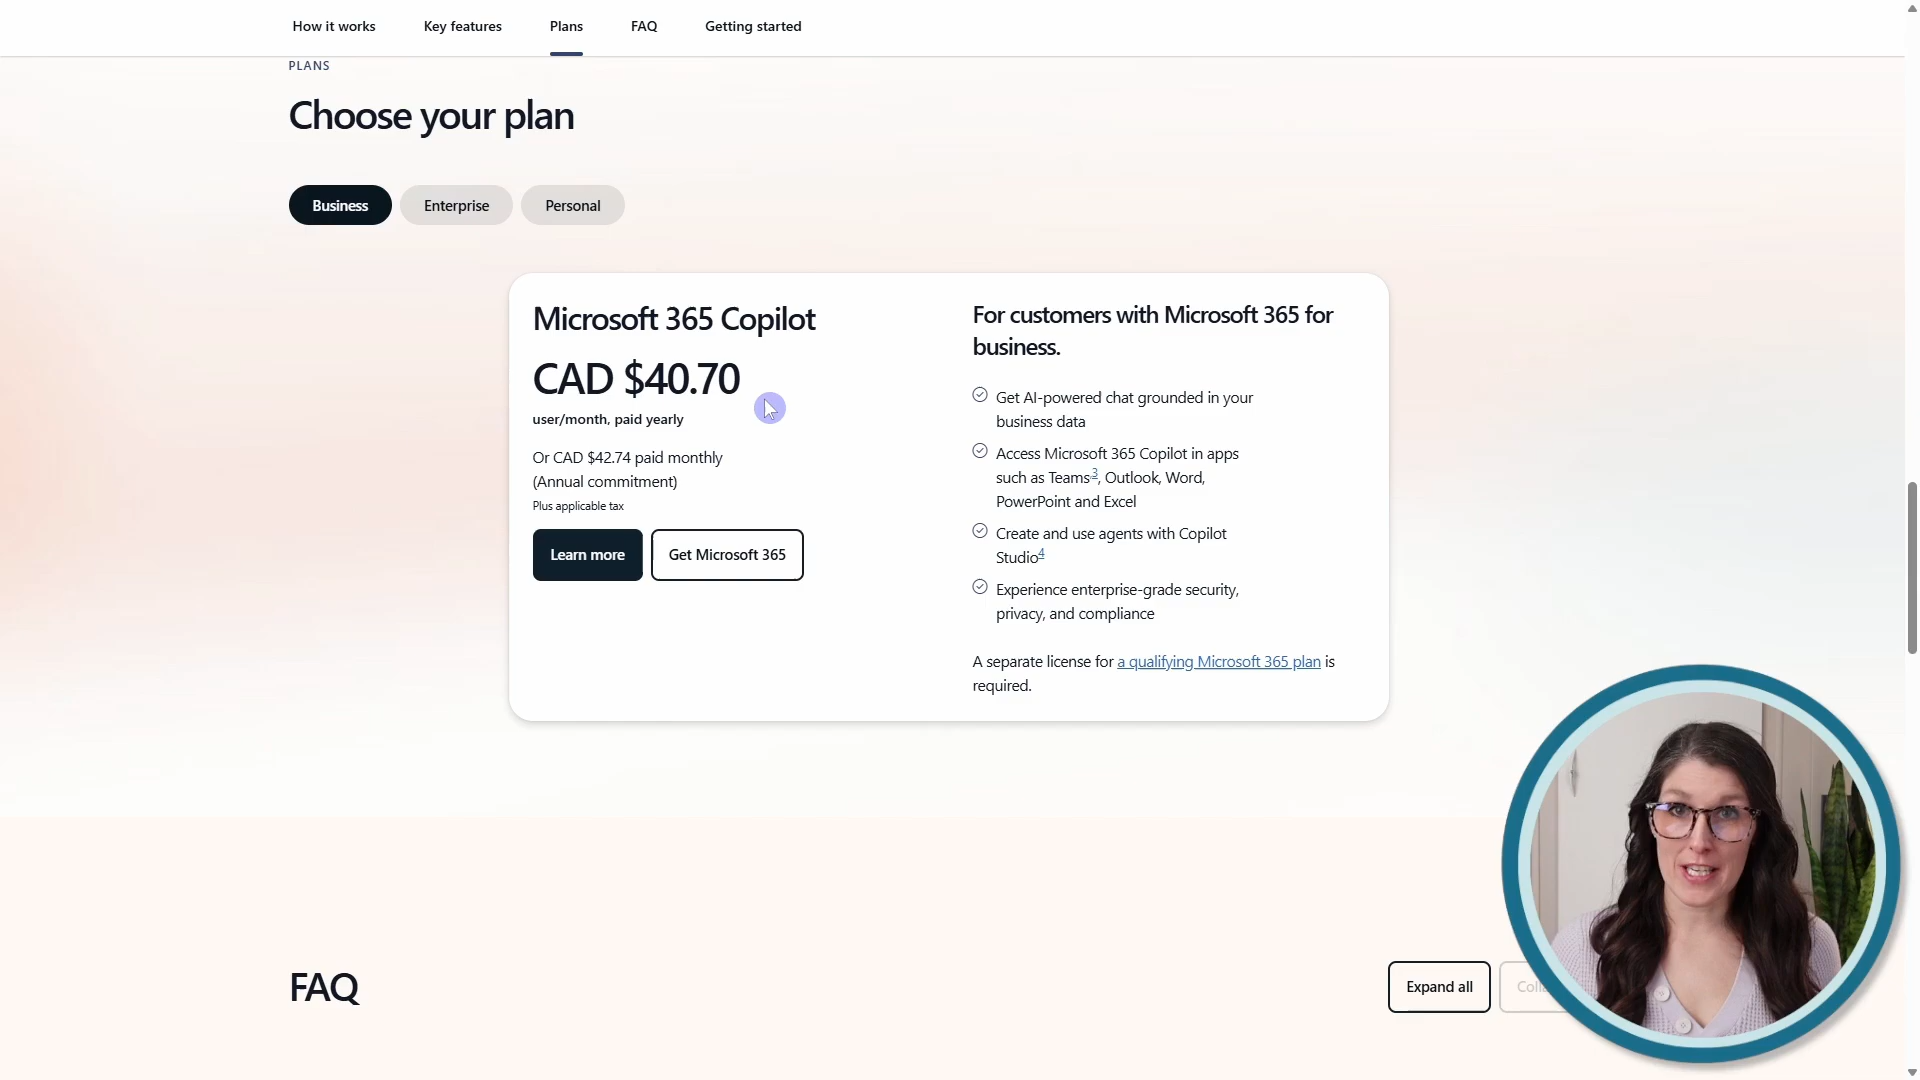 How it works
Key features
Plans
FAQ
Getting started
PLANS
Choose your plan
Business
Enterprise
Personal
Microsoft 365 Copilot
CAD $40.70
user/month, paid yearly
Or CAD $42.74 paid monthly
(Annual commitment)
Plus applicable tax
Learn more
Get Microsoft 365
For customers with Microsoft 365 for
business.
Get AI-powered chat grounded in your
business data
Access Microsoft 365 Copilot in apps
such as Teams3, Outlook, Word,
PowerPoint and Excel
Create and use agents with Copilot
Studio4
Experience enterprise-grade security,
privacy, and compliance
A separate license for a qualifying Microsoft 365 plan is
required.
FAQ
Expand all